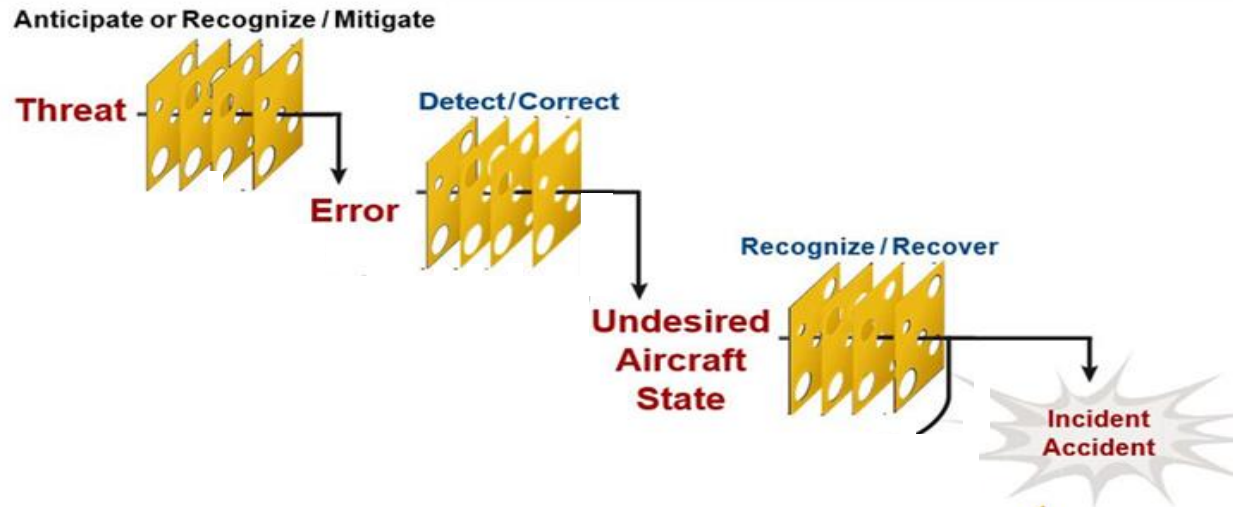 Anticipate or Recognize / Mitigate
Threat
Detect/Correct
Error
Recognize / Recover
Undesired
Aircraft
State
Incident
Accident